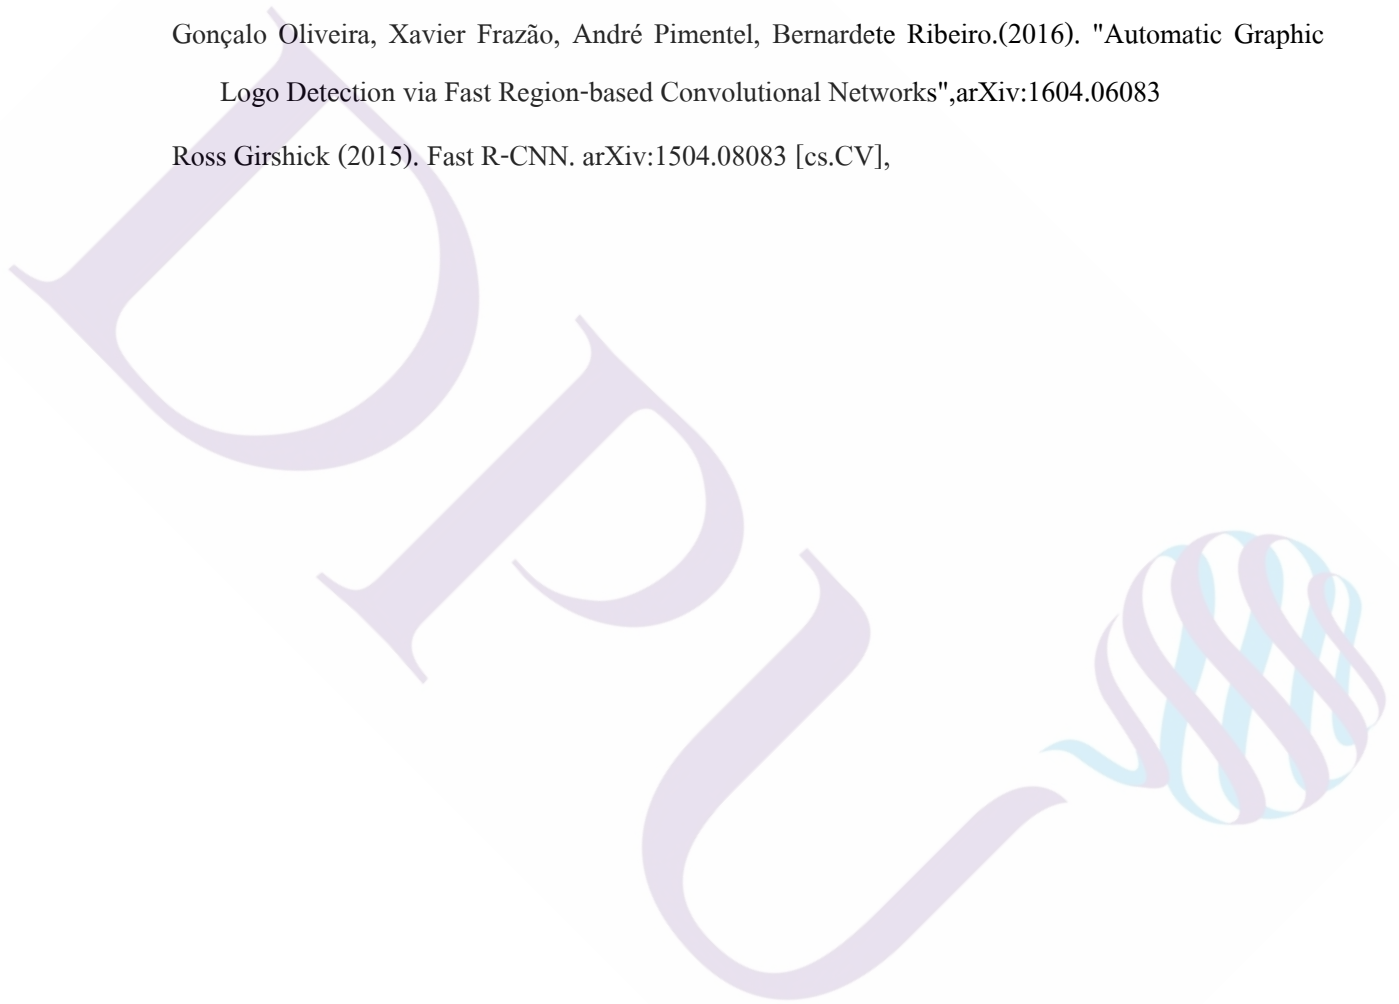 Gonçalo Oliveira, Xavier Frazão, André Pimentel, Bernardete Ribeiro.(2016). "Automatic Graphic
Logo Detection via Fast Region-based Convolutional Networks",arXiv:1604.06083
Ross Girshick (2015). Fast R-CNN. arXiv:1504.08083 [cs.CV],
DPU